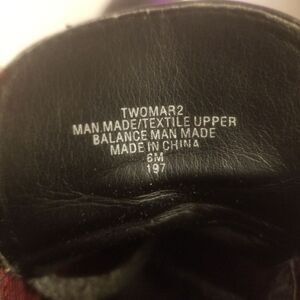 TWOMAR2
MAN.MADE/TEXTILE UPPER
BALANCE MAN MADE
MADE IN CHINA
6M
197